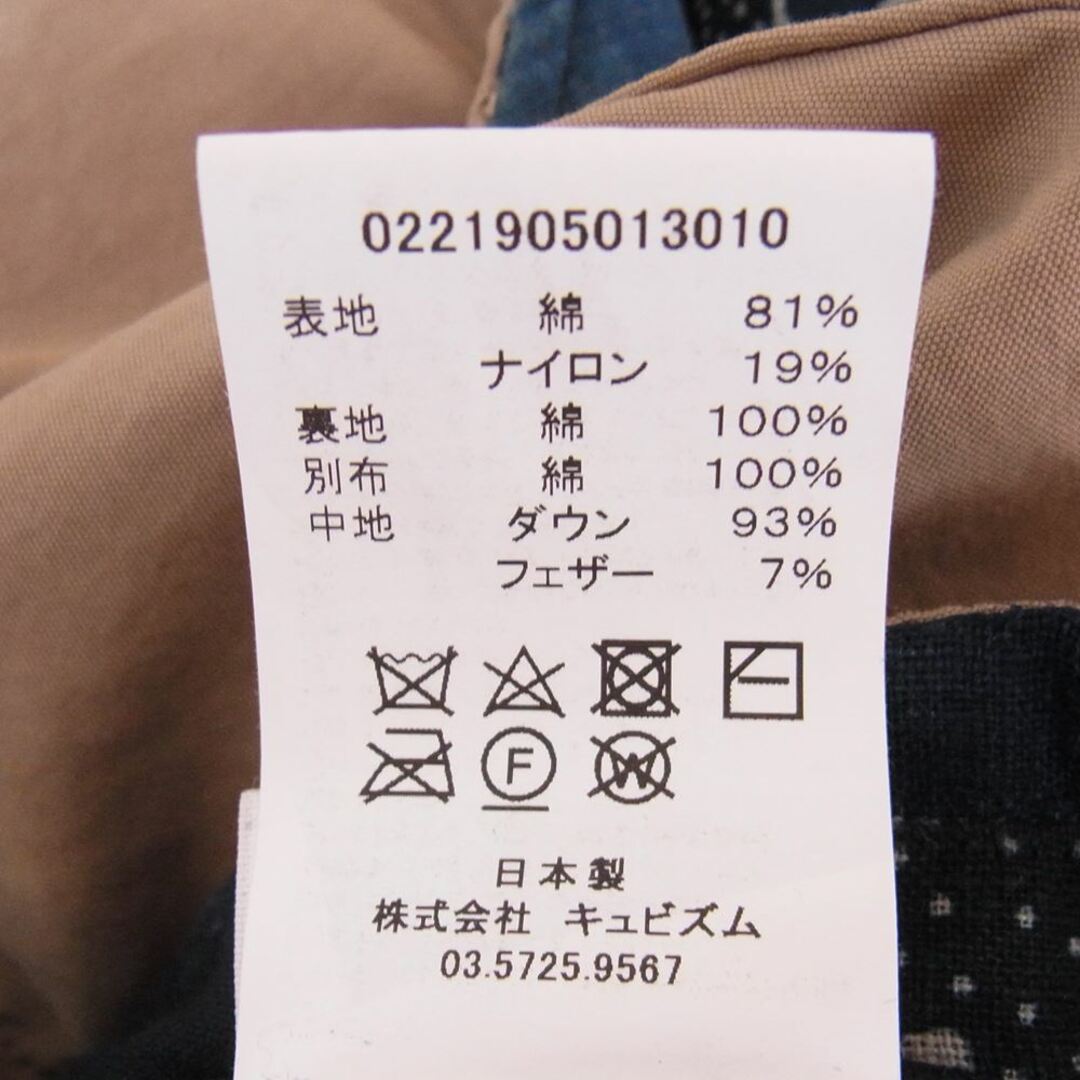 0221905013010
表地 綿 81%
ナイロン 19%
裏地 綿 100%
別布 綿 100%
中地 ダウン 93%
フェザー 7%
F W
日本製
株式会社 キュビズム
03.5725.9567